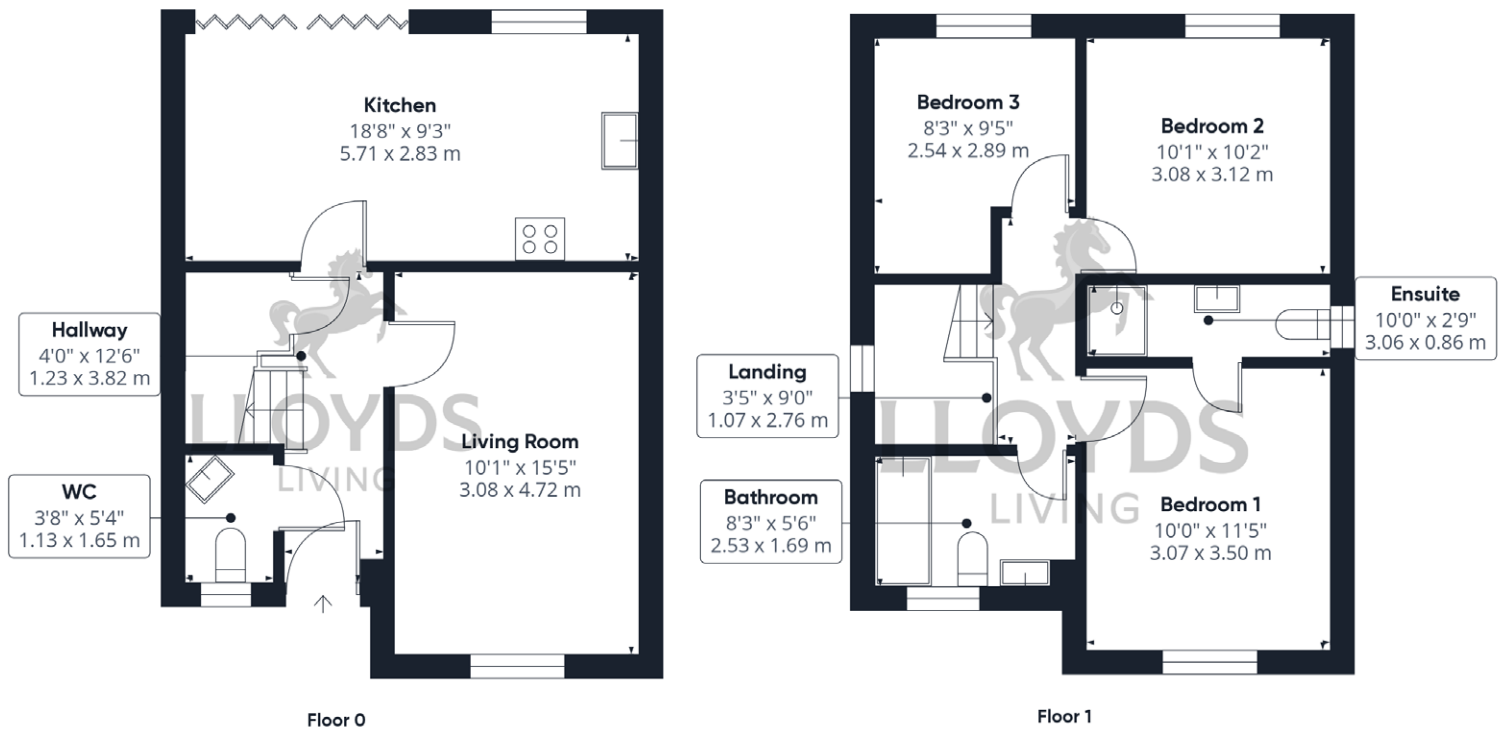 Kitchen
18'8" x 9'3"
5.71 x 2.83 m
Hallway
4'0" x 12'6"
1.23 x 3.82 m
LLOYDS
LIVING
Living Room
10'1" x 15'5"
3.08 x 4.72 m
WC
3'8" x 5'4"
1.13 x 1.65 m
Floor 0
Bedroom 3
8'3" x 9'5"
2.54 x 2.89 m
Bedroom 2
10'1" x 10'2"
3.08 x 3.12 m
Ensuite
10'0" x 2'9"
3.06 x 0.86 m
Landing
3'5" x 9'0"
1.07 x 2.76 m
LLOYDS
LIVING
Bathroom
8'3" x 5'6"
2.53 x 1.69 m
Bedroom 1
10'0" x 11'5"
3.07 x 3.50 m
Floor 1